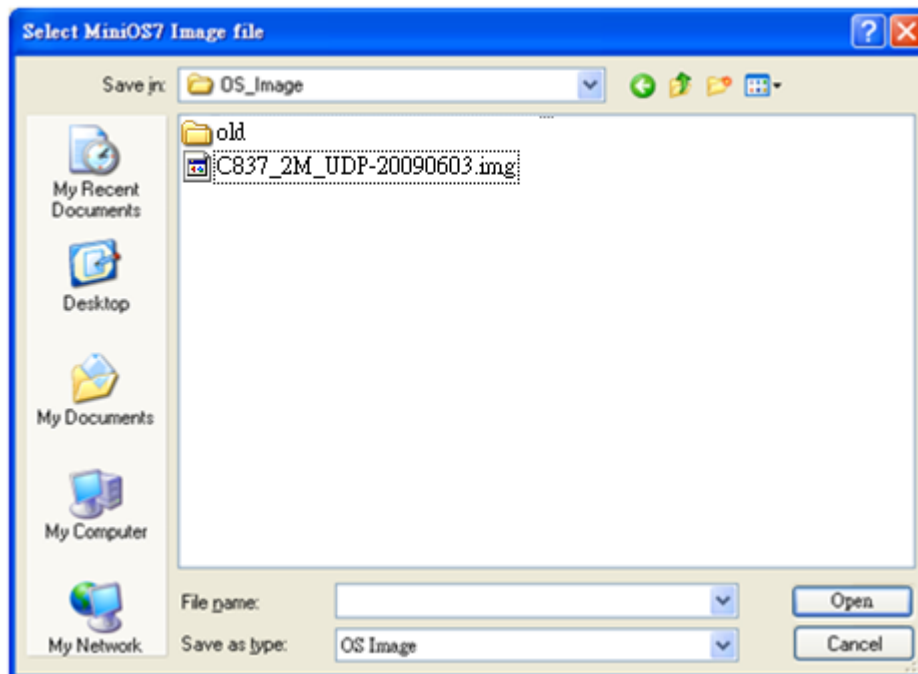 Select MiniOS7 Image file
Save in:
OS_Image
old
C837_2M_UDP-20090603.img
My Recent
Documents
Desktop
My Documents
My Computer
My Network
File name:
Open
Save as type:
OS Image
Cancel